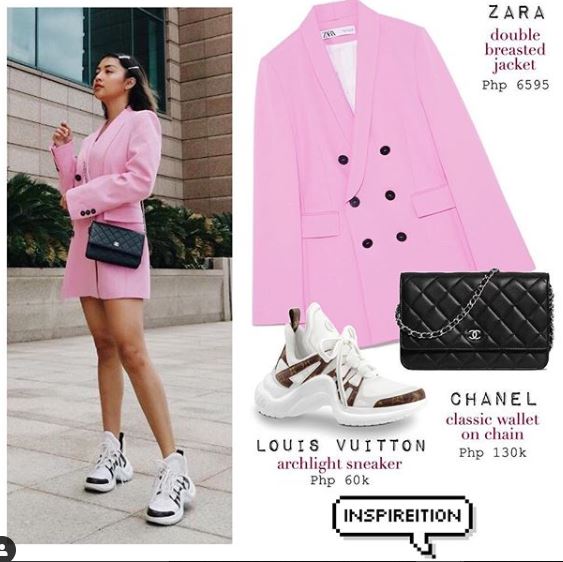 ZARA
double
breasted
jacket
Php 6595
ZARA
CHANEL
classic wallet
on chain
Php 130k
LOUIS VUITTON
archlight sneaker
Php 60k
INSPIREITION